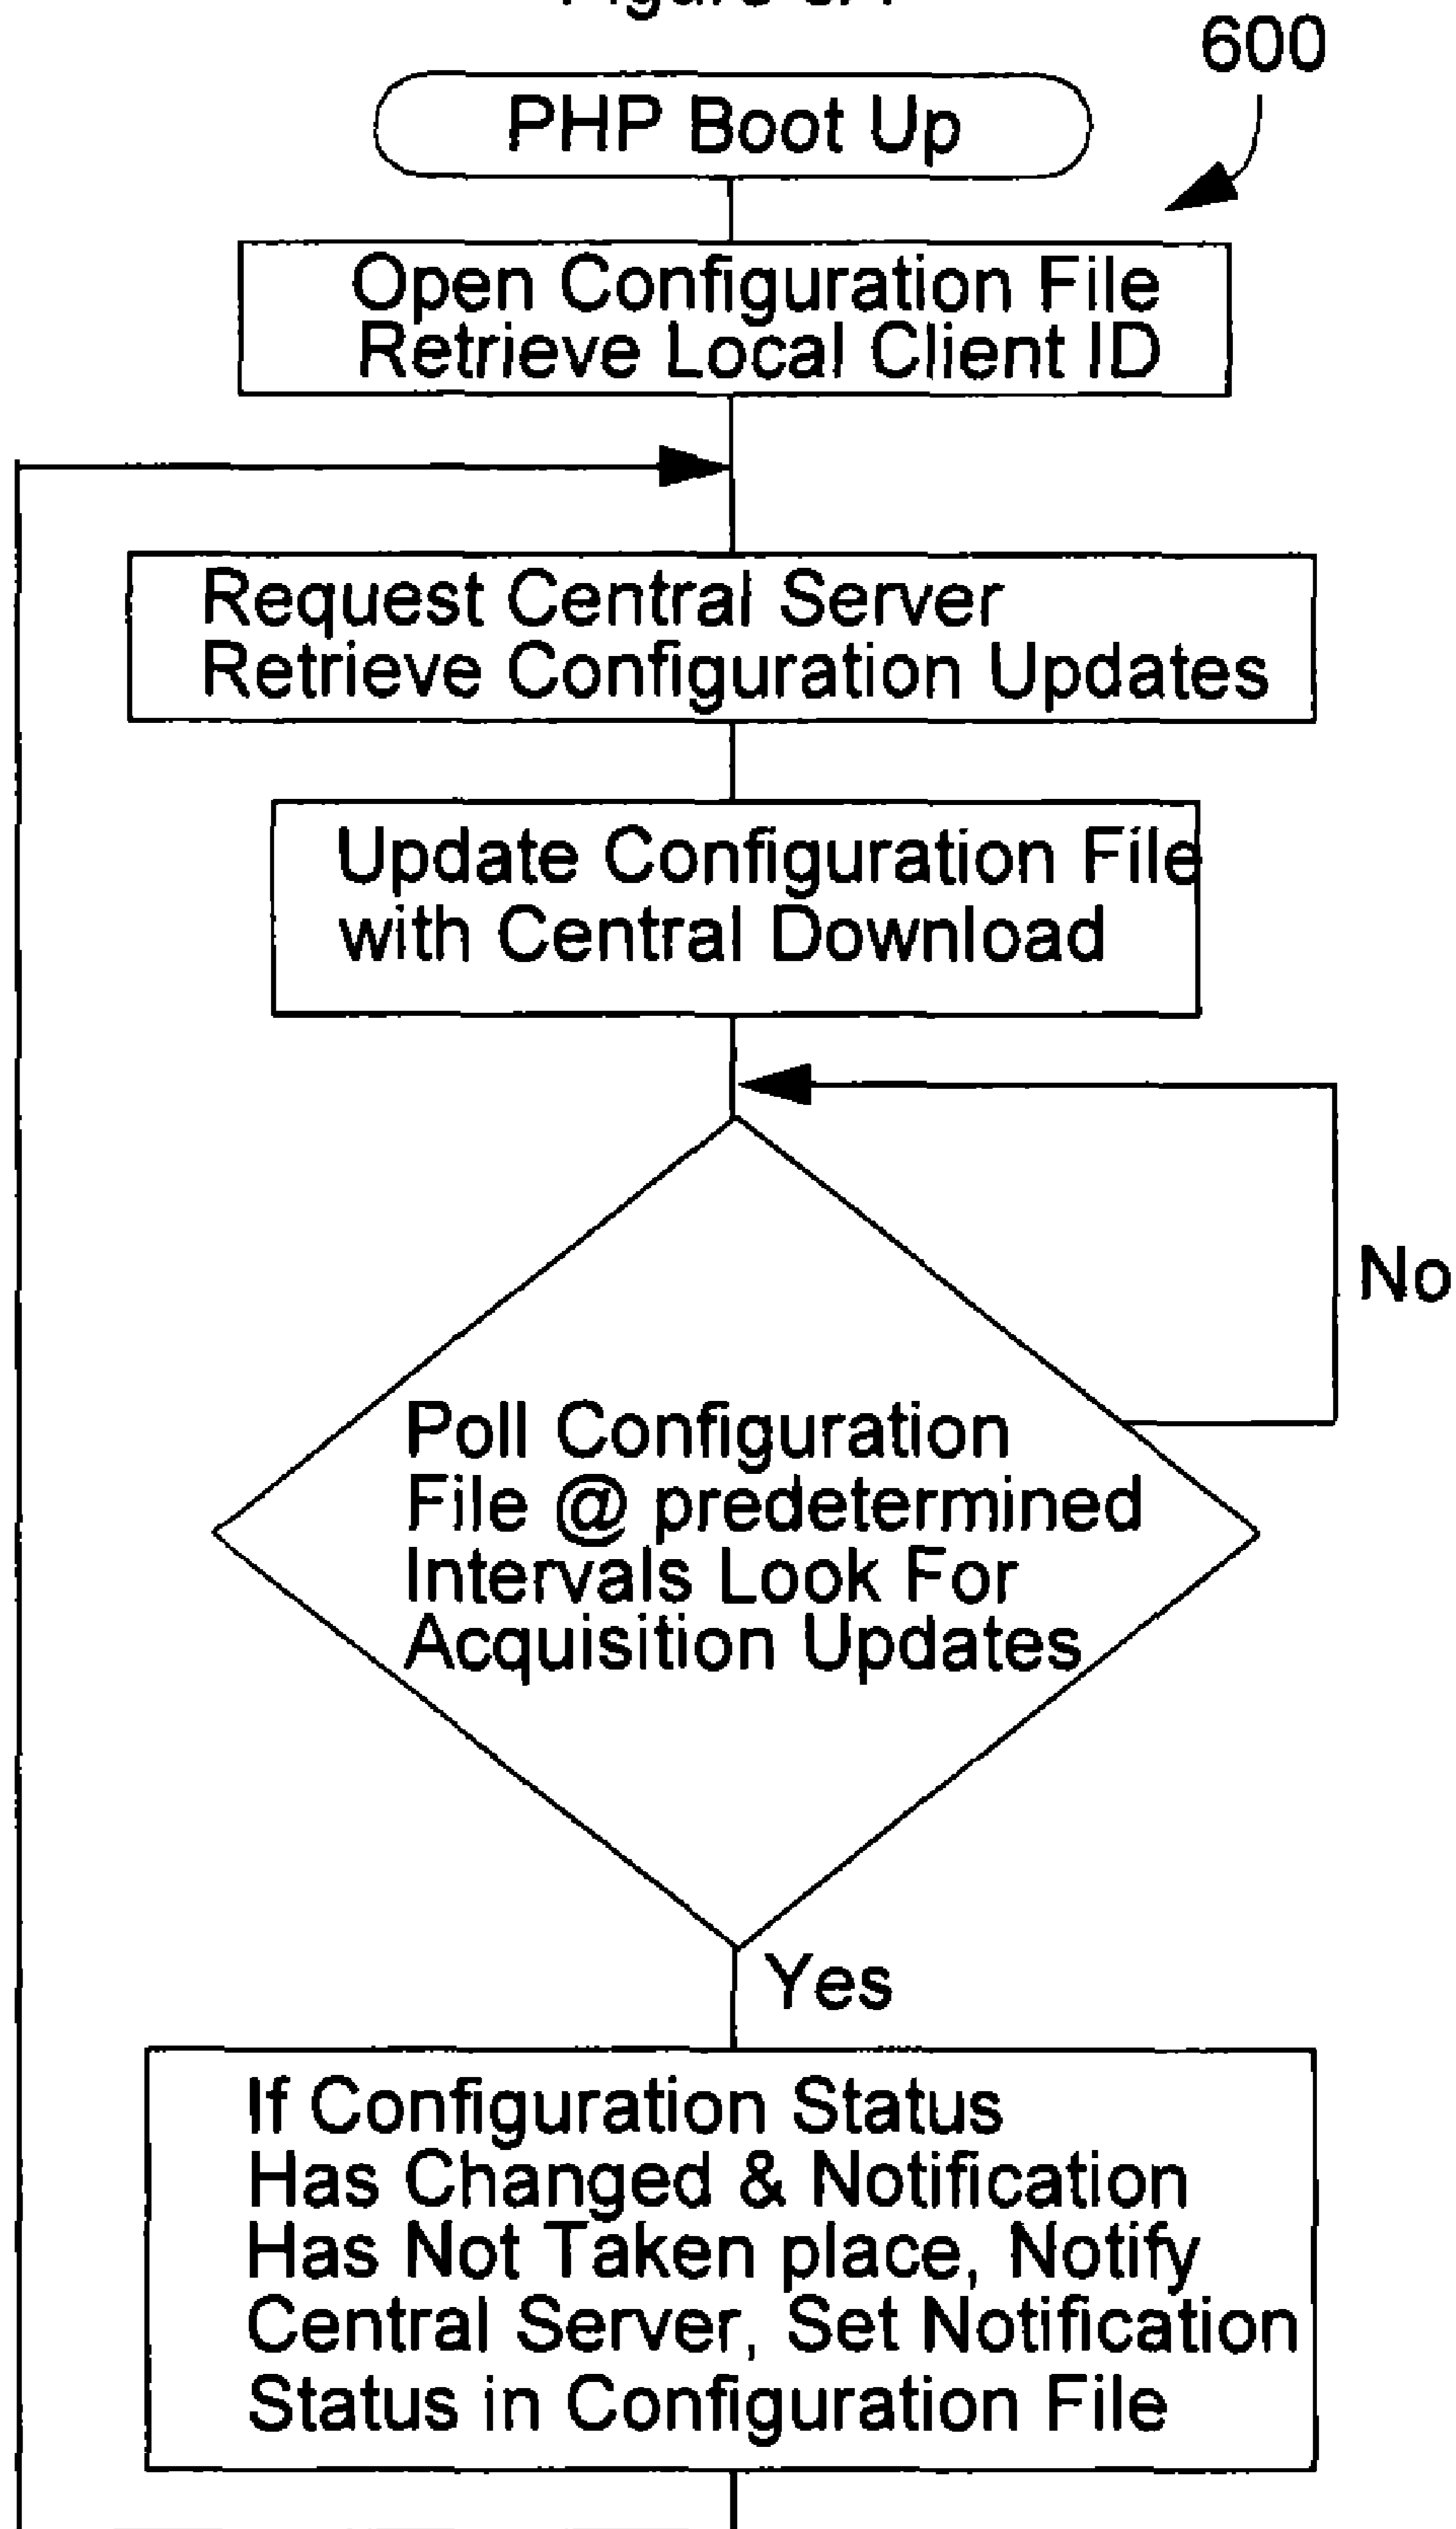 Figure
600
PHP Boot Up
Open Configuration File
Retrieve Local Client ID
Request Central Server
Retrieve Configuration Updates
Update Configuration File
with Central Download
No
Poll Configuration
File @ predetermined
Intervals Look For
Acquisition Updates
Yes
If Configuration Status
Has Changed & Notification
Has Not Taken place, Notify
Central Server, Set Notification
Status in Configuration File